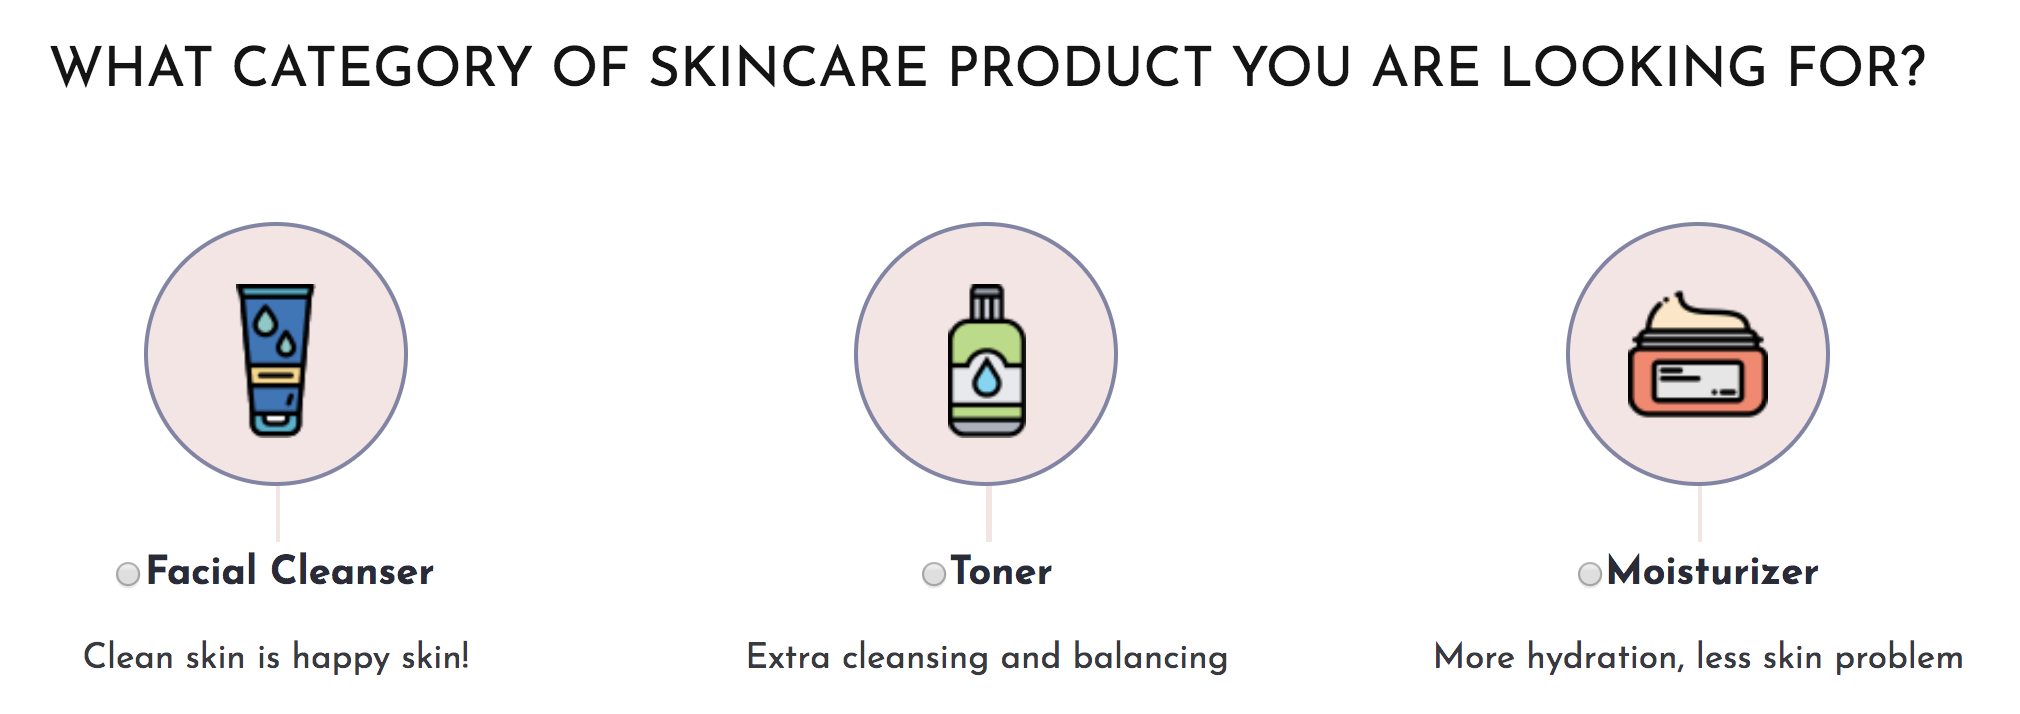 WHAT CATEGORY OF SKINCARE PRODUCT YOU ARE LOOKING FOR?
Facial Cleanser
Clean skin is happy skin!
Toner
Extra cleansing and balancing
Moisturizer
More hydration, less skin problem